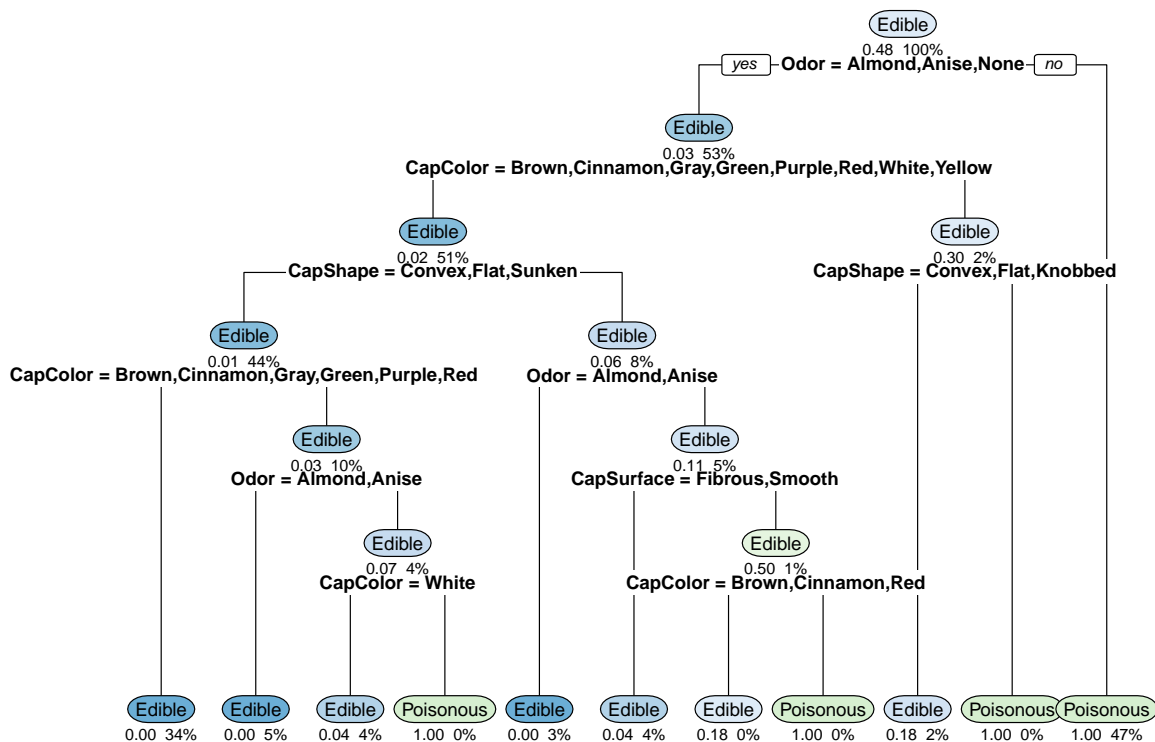 Edible
0.48 100%
yes Odor = Almond,Anise,None no
Edible
0.03 53%
CapColor = Brown,Cinnamon,Gray,Green,Purple,Red,White,Yellow
Edible Edible
0.02 51% 0.30 2%
CapShape = Convex,Flat,Sunken CapShape = Convex,Flat,Knobbed
Edible Edible
0.01 44% 0.06 8%
CapColor = Brown,Cinnamon,Gray,Green,Purple,Red Odor = Almond,Anise
Edible Edible
0.03 10% 0.11 5%
Odor = Almond,Anise CapSurface = Fibrous,Smooth
Edible Edible
0.07 4% 0.50 1%
CapColor = White CapColor = Brown,Cinnamon,Red
Edible Edible Edible Poisonous Edible Edible Edible Poisonous Edible Poisonous Poisonous
0.00 34% 0.00 5% 0.04 4% 1.00 0% 0.00 3% 0.04 4% 0.18 0% 1.00 0% 0.18 2% 1.00 0% 1.00 47%